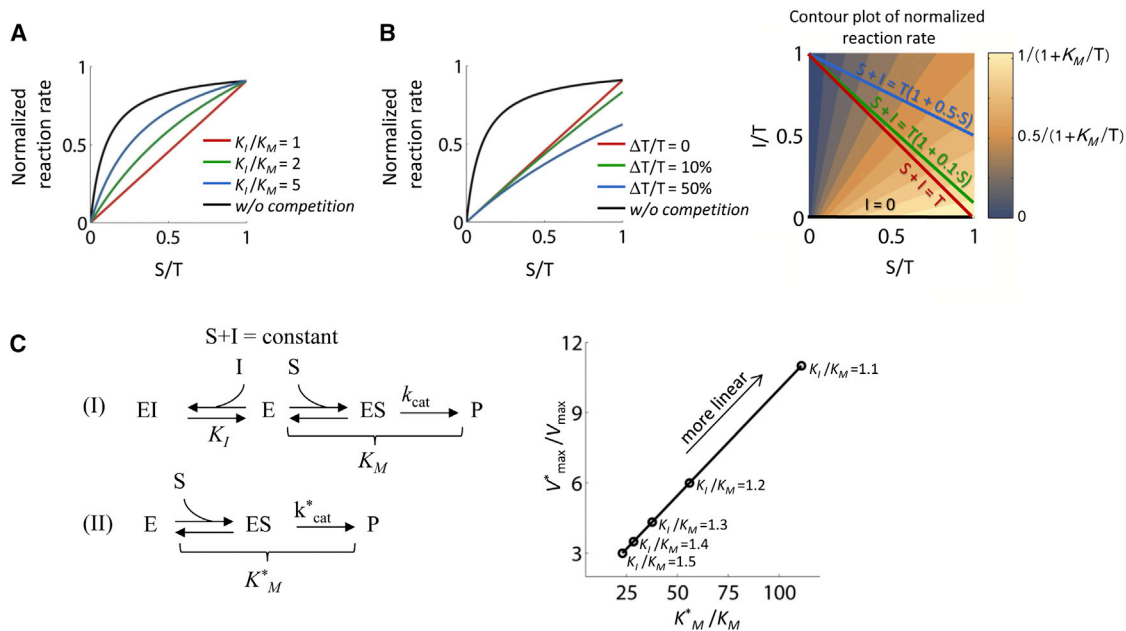 A
Normalized
reaction rate
1
0.5
0
0
0.5
1
S/T
K_I/K_M = 1
K_I/K_M = 2
K_I/K_M = 5
w/o competition
B
Normalized
reaction rate
1
0.5
0
0
0.5
1
S/T
ΔT/T = 0
ΔT/T = 10%
ΔT/T = 50%
w/o competition
Contour plot of normalized
reaction rate
1
0.5
0
I/T
0
0.5
1
S/T
S + I = T(1 + 0.5·S)
S + I = T(1 + 0.1·S)
S + I = T
I = 0
1/(1+K_M/T)
0.5/(1+K_M/T)
0
C
S+I = constant
I S
(I) EI E ES k_cat P
K_I
K_M
S
(II) E ES k*_cat P
K*_M
12
9
6
3
V*_max/V_max
25 50 75 100
K*_M/K_M
more linear
K_I/K_M=1.1
K_I/K_M=1.2
K_I/K_M=1.3
K_I/K_M=1.4
K_I/K_M=1.5